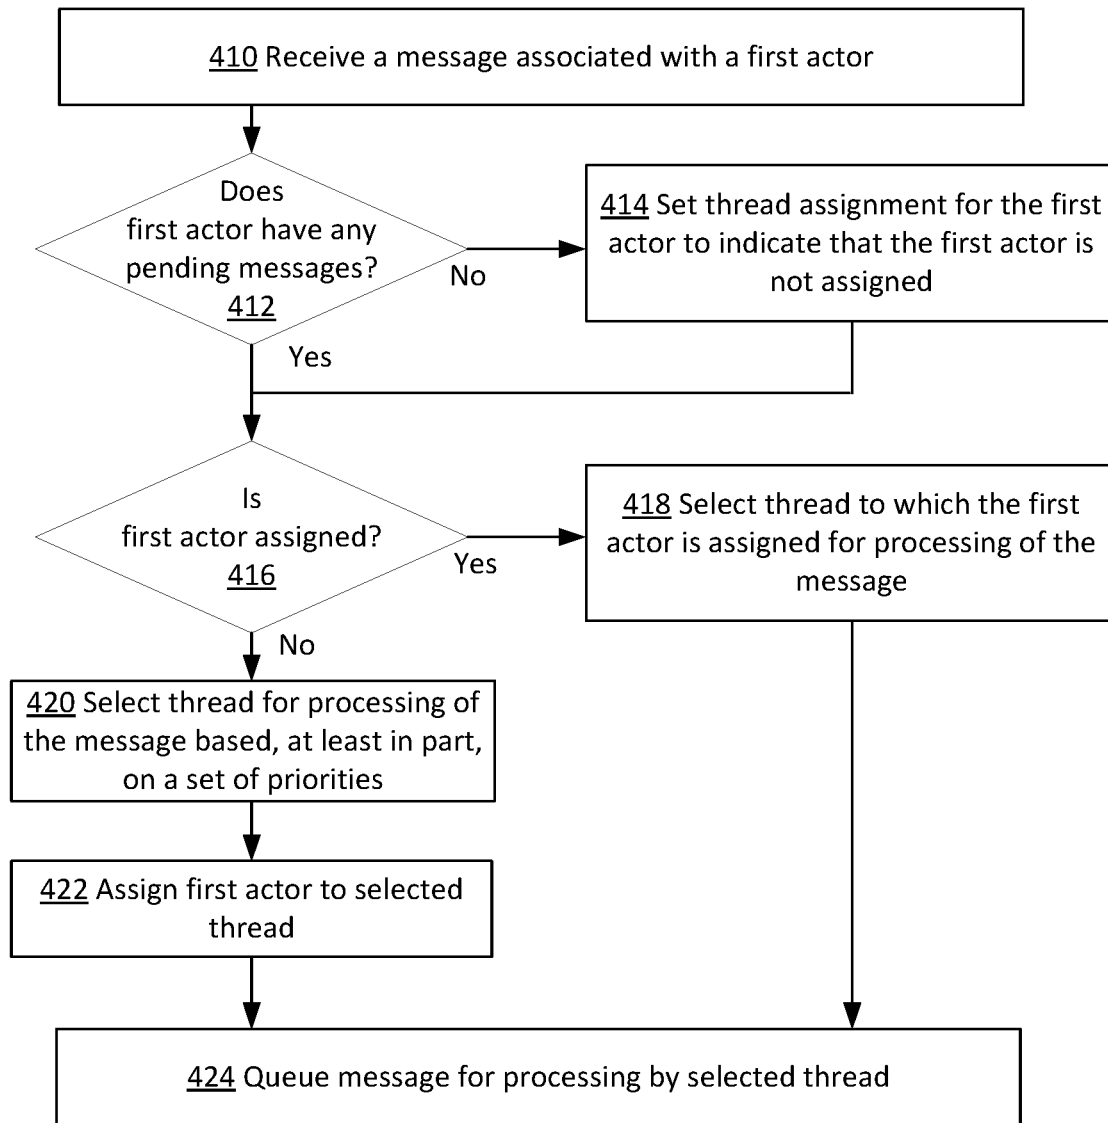 410 Receive a message associated with a first actor
Does
first actor have any
pending messages?
412
No
Yes
414 Set thread assignment for the first
actor to indicate that the first actor is
not assigned
Is
first actor assigned?
416
Yes
No
418 Select thread to which the first
actor is assigned for processing of the
message
420 Select thread for processing of
the message based, at least in part,
on a set of priorities
422 Assign first actor to selected
thread
424 Queue message for processing by selected thread